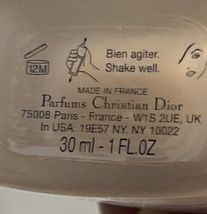 12M
Bien agiter.
Shake well.
MADE IN FRANCE
Parfums Christian Dior
75008 Paris - France - W1S 2UE, UK
In USA: 19E57 NY. NY 10022
30 ml - 1 FL.OZ